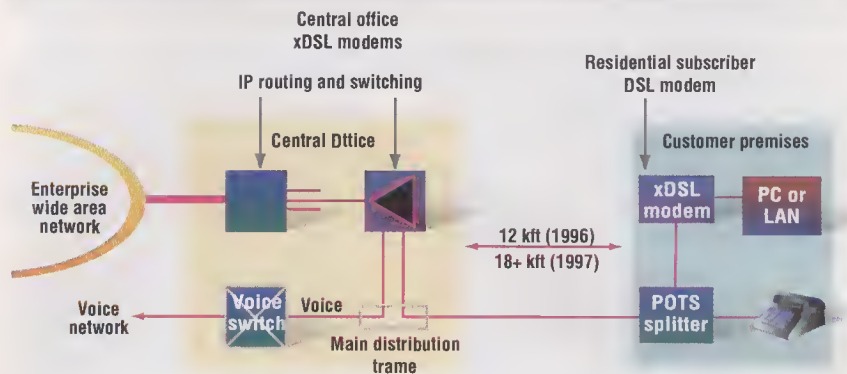 Central office
xDSL modems
IP routing and switching
Residential subscriber
DSL modem
Central Dttice
Customer premises
Enterprise
wide area
network
xDSL
modem
PC or
LAN
12 kft (1996)
18+ kft (1997)
Voice
network
Voice
switch
Voice
Main distribution
trame
POTS
splitter